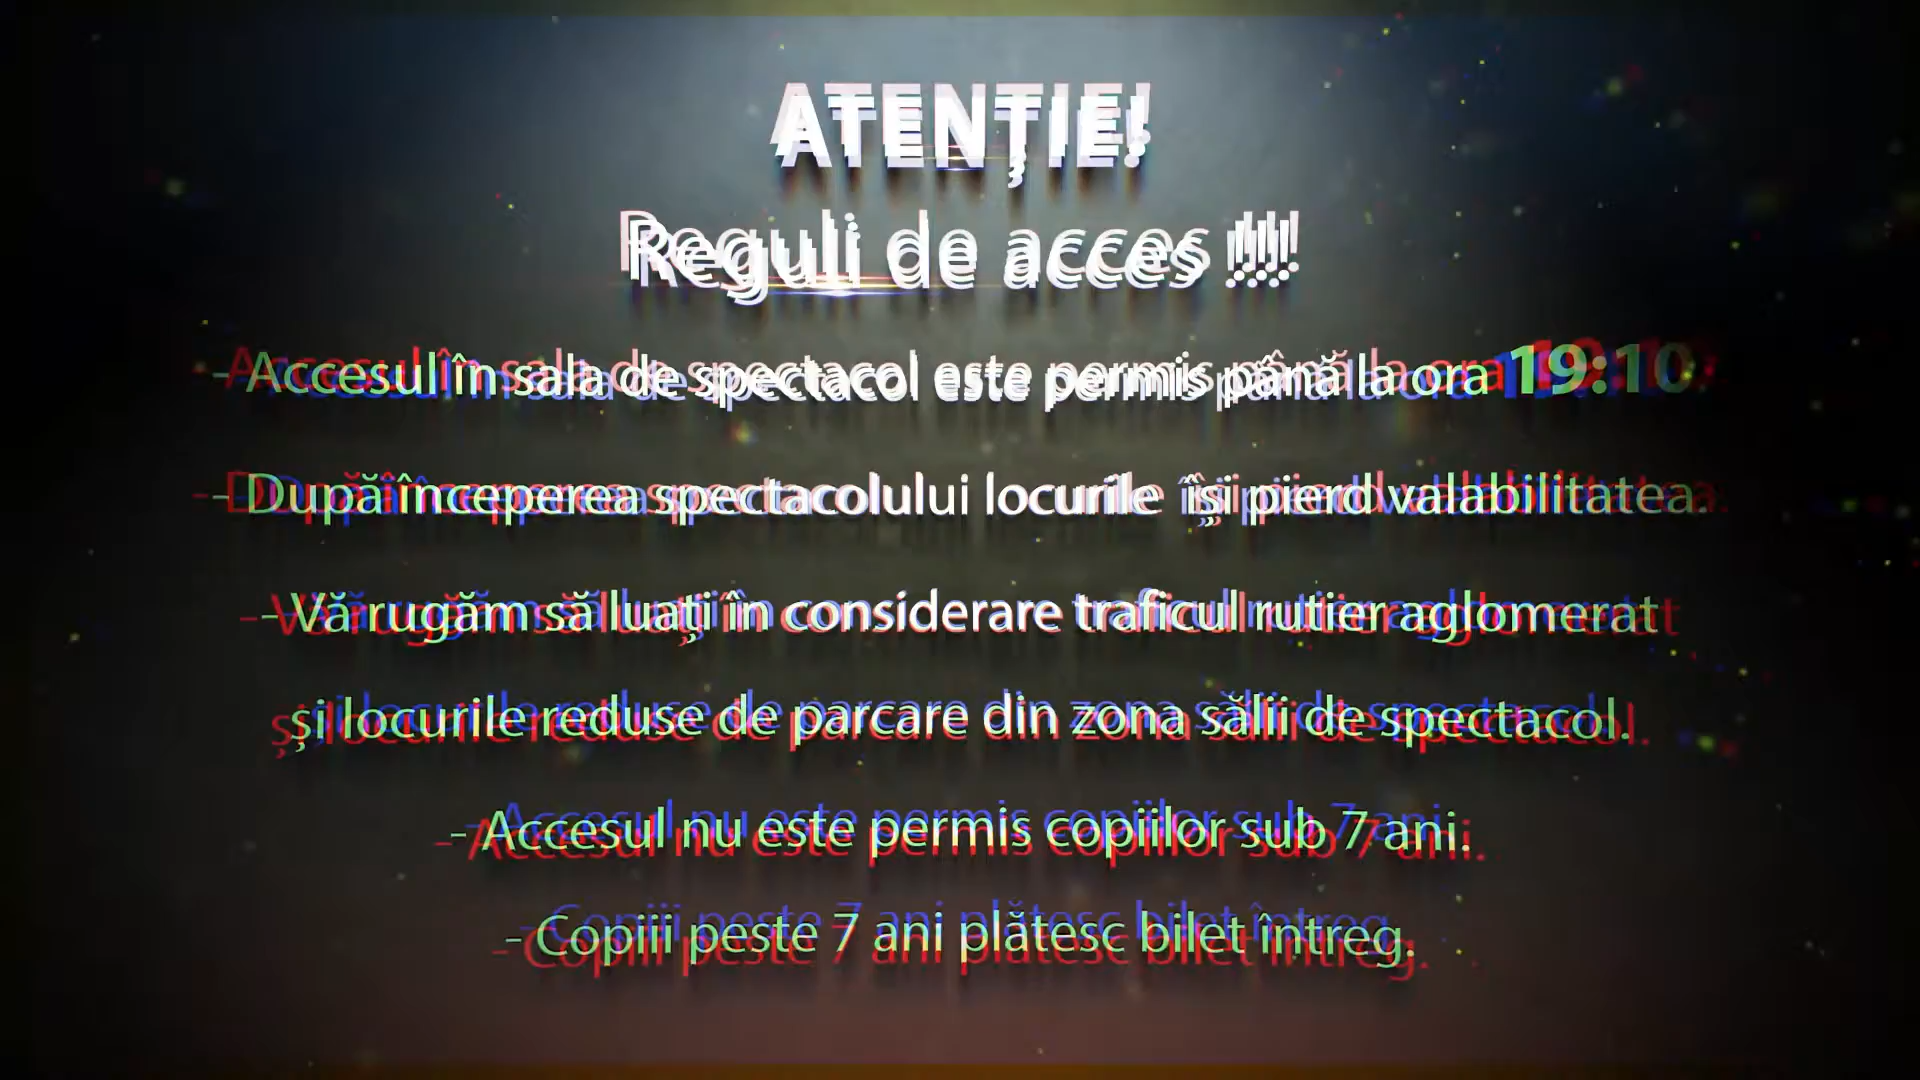 ATENȚIE!
Reguli de acces !!!!
- Accesul în sala de spectacol este permis până la ora 19:10.
- După începerea spectacolului locurile își pierd valabilitatea.
- Vă rugăm să luați în considerare traficul rutier aglomerat
și locurile reduse de parcare din zona sălii de spectacol.
- Accesul nu este permis copiilor sub 7 ani.
- Copiii peste 7 ani plătesc bilet întreg.